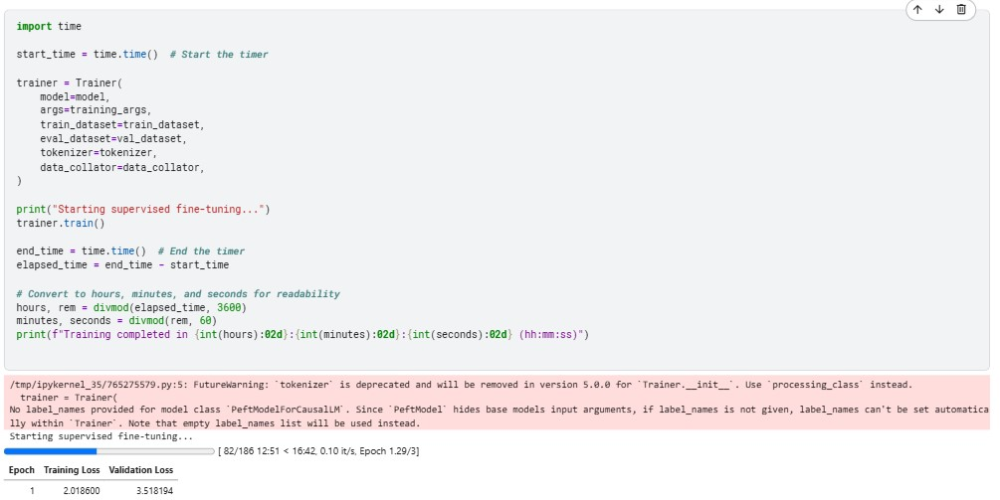 import time
start_time = time.time()  # Start the timer
trainer = Trainer(
    model=model,
    args=training_args,
    train_dataset=train_dataset,
    eval_dataset=val_dataset,
    tokenizer=tokenizer,
    data_collator=data_collator,
)
print("Starting supervised fine-tuning...")
trainer.train()
end_time = time.time()  # End the timer
elapsed_time = end_time - start_time
# Convert to hours, minutes, and seconds for readability
hours, rem = divmod(elapsed_time, 3600)
minutes, seconds = divmod(rem, 60)
print(f"Training completed in {int(hours):02d}:{int(minutes):02d}:{int(seconds):02d} (hh:mm:ss)")
/tmp/ipykernel_35/765275579.py:5: FutureWarning: `tokenizer` is deprecated and will be removed in version 5.0.0 for `Trainer.__init__`. Use `processing_class` instead.
  trainer = Trainer(
No label_names provided for model class `PeftModelForCausalLM`. Since `PeftModel` hides base models input arguments, if label_names is not given, label_names can't be set automatica
lly within `Trainer`. Note that empty label_names list will be used instead.
Starting supervised fine-tuning...
[ 82/186 12:51 < 16:42, 0.10 it/s, Epoch 1.29/3]
Epoch Training Loss Validation Loss
1 2.018600 3.518194